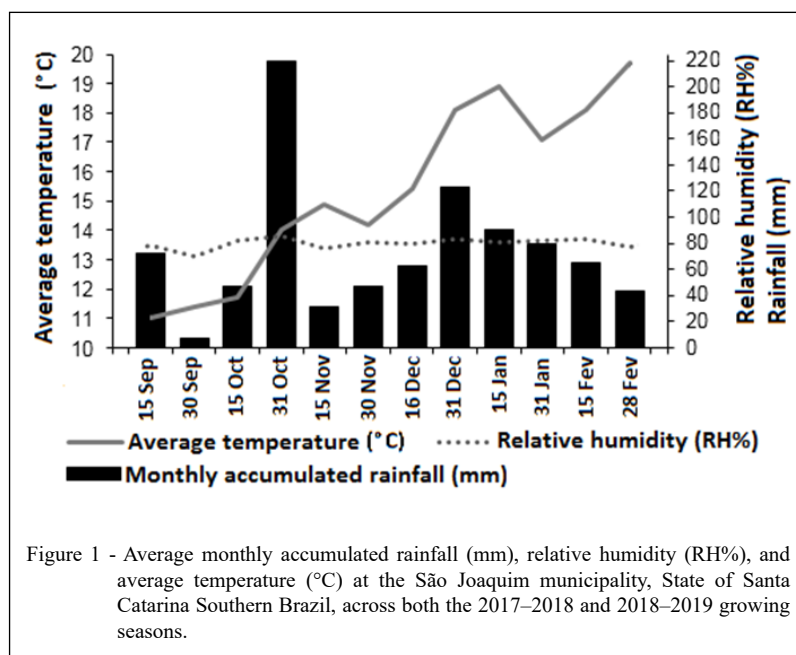 Average temperature (°C)
20
19
18
17
16
15
14
13
12
11
10
220
200
180
160
140
120
100
80
60
40
20
0
Relative humidity (RH%)
Rainfall (mm)
15 Sep
30 Sep
15 Oct
31 Oct
15 Nov
30 Nov
16 Dec
31 Dec
15 Jan
31 Jan
15 Fev
28 Fev
Average temperature (°C)
Relative humidity (RH%)
Monthly accumulated rainfall (mm)
Figure 1 - Average monthly accumulated rainfall (mm), relative humidity (RH%), and
average temperature (°C) at the São Joaquim municipality, State of Santa
Catarina Southern Brazil, across both the 2017–2018 and 2018–2019 growing
seasons.